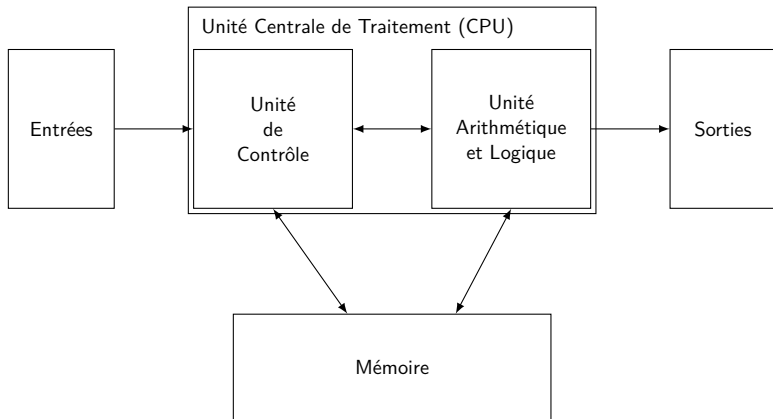 Unité Centrale de Traitement (CPU)
Entrées
Unité
de
Contrôle
Unité
Arithmétique
et Logique
Sorties
Mémoire